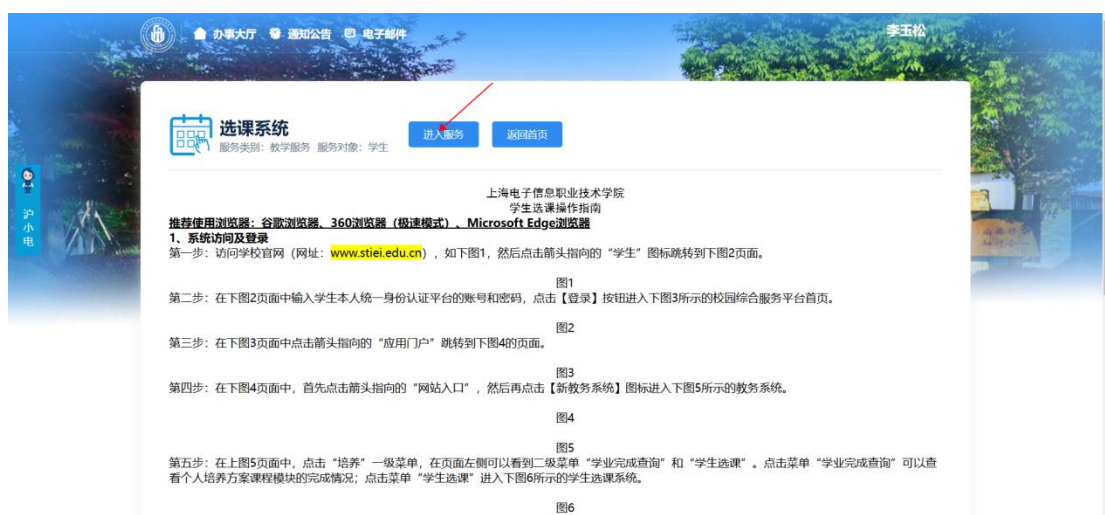 办事大厅 通知公告 电子邮件
李玉松
选课系统
服务类别：教学服务 服务对象：学生
进入服务
返回首页
沪小电
上海电子信息职业技术学院
学生选课操作指南
推荐使用浏览器：谷歌浏览器、360浏览器（极速模式）、Microsoft Edge浏览器
1、系统访问及登录
第一步：访问学校官网（网址：www.stiei.edu.cn），如下图1，然后点击箭头指向的“学生”图标跳转到下图2页面。
图1
第二步：在下图2页面中输入学生本人统一身份认证平台的账号和密码，点击【登录】按钮进入下图3所示的校园综合服务平台首页。
图2
第三步：在下图3页面中点击箭头指向的“应用门户”跳转到下图4的页面。
图3
第四步：在下图4页面中，首先点击箭头指向的“网站入口”，然后再点击【新教务系统】图标进入下图5所示的教务系统。
图4
图5
第五步：在上图5页面中，点击“培养”一级菜单，在页面左侧可以看到二级菜单“学业完成查询”和“学生选课”。点击菜单“学业完成查询”可以查
看个人培养方案课程模块的完成情况；点击菜单“学生选课”进入下图6所示的学生选课系统。
图6